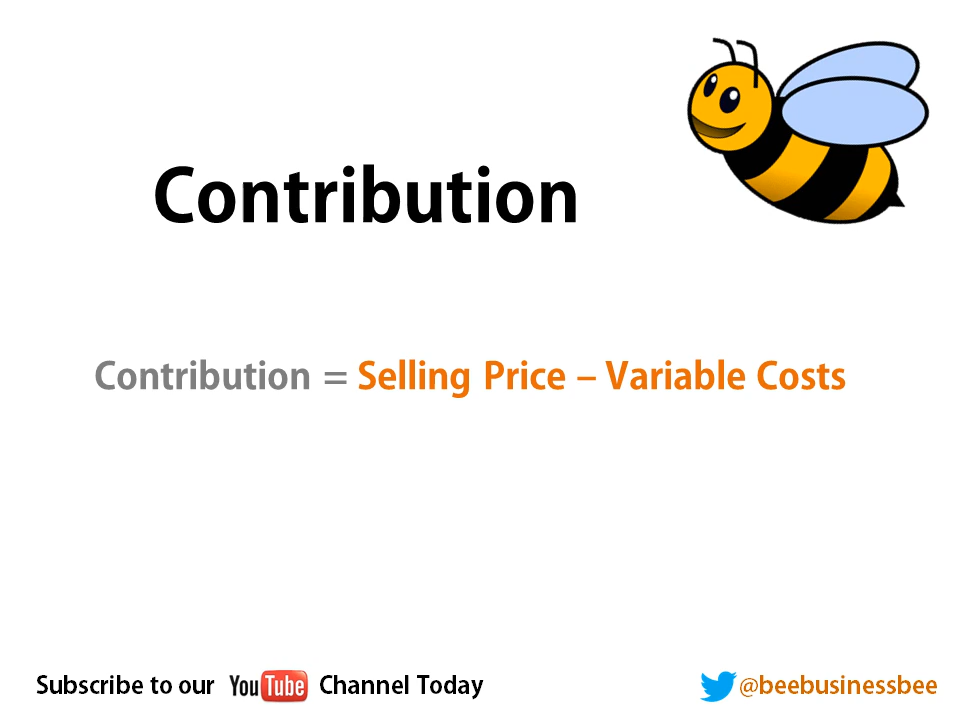 Contribution
Contribution = Selling Price – Variable Costs
Subscribe to our YouTube Channel Today
@beebusinessbee